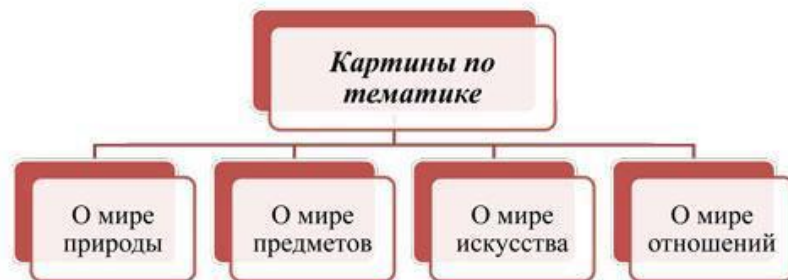 Картины по
тематике
О мире
природы
О мире
предметов
О мире
искусства
О мире
отношений